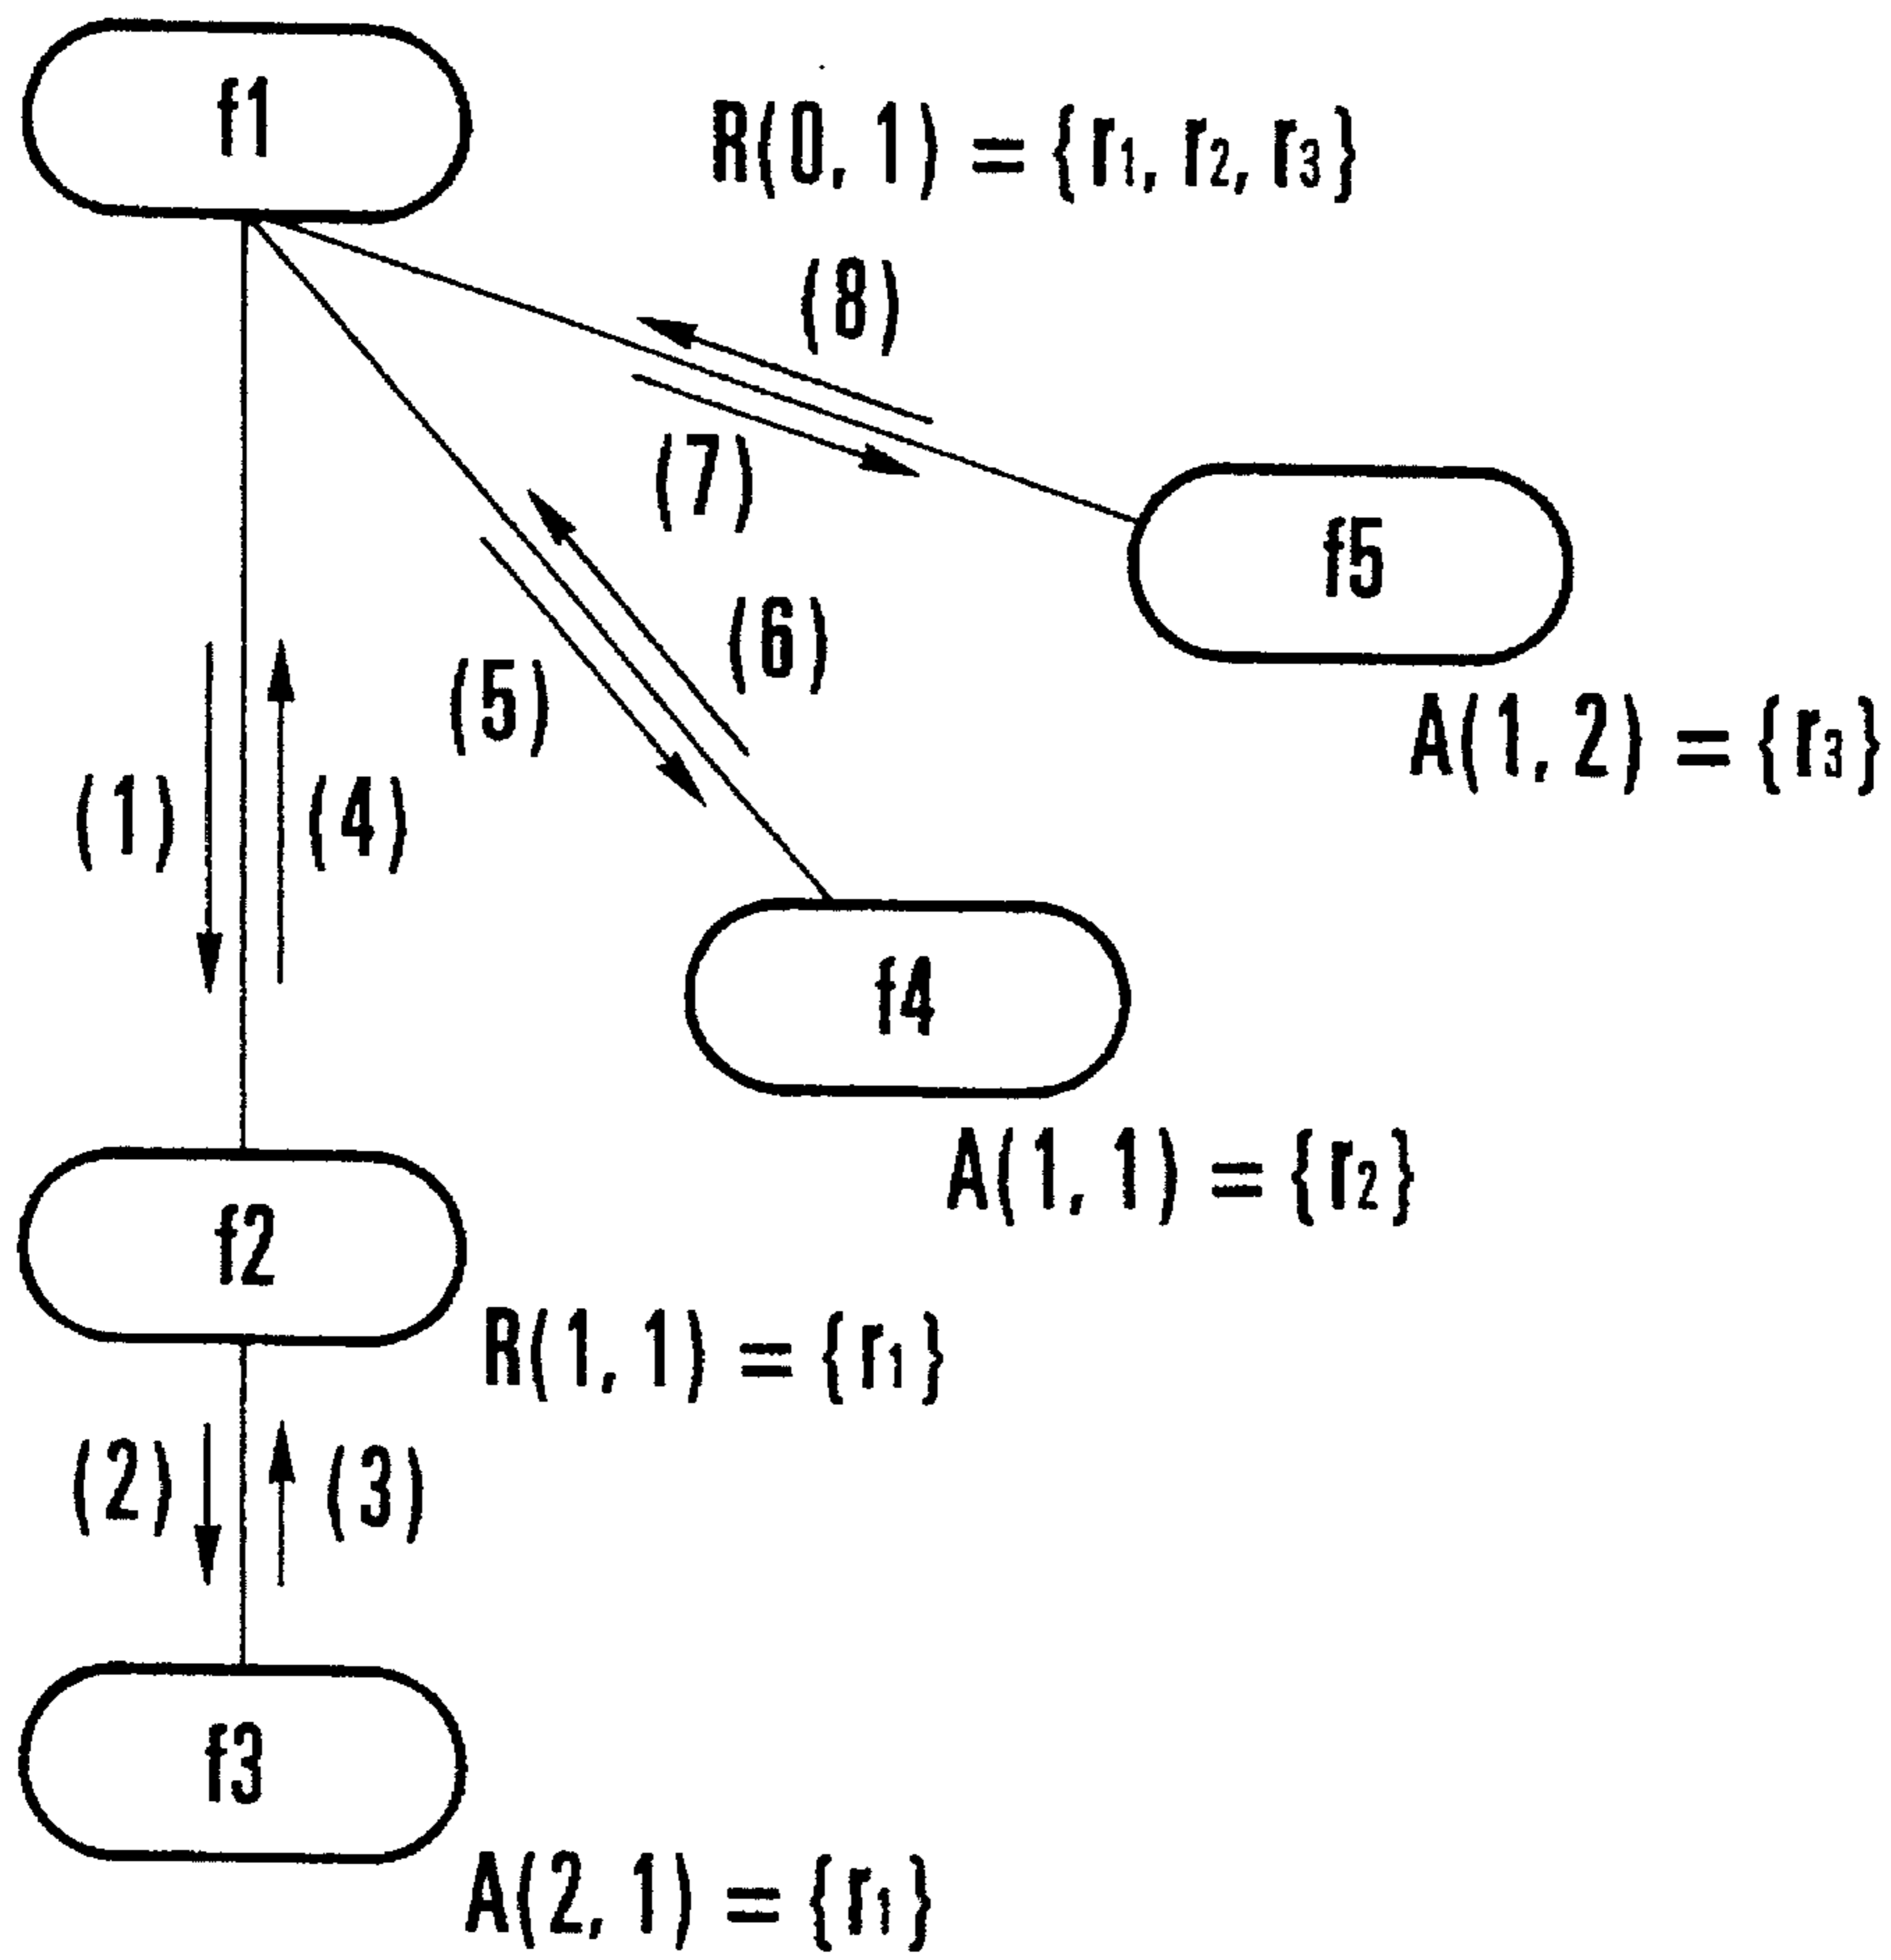 f1
R(0, 1) = {r₁, r₂, r₃}
(8)
(7)
f5
(6)
(5)
A(1, 2) = {r₃}
(1)
(4)
f4
A(1, 1) = {r₂}
f2
R(1, 1) = {r₁}
(2)
(3)
f3
A(2, 1) = {r₁}